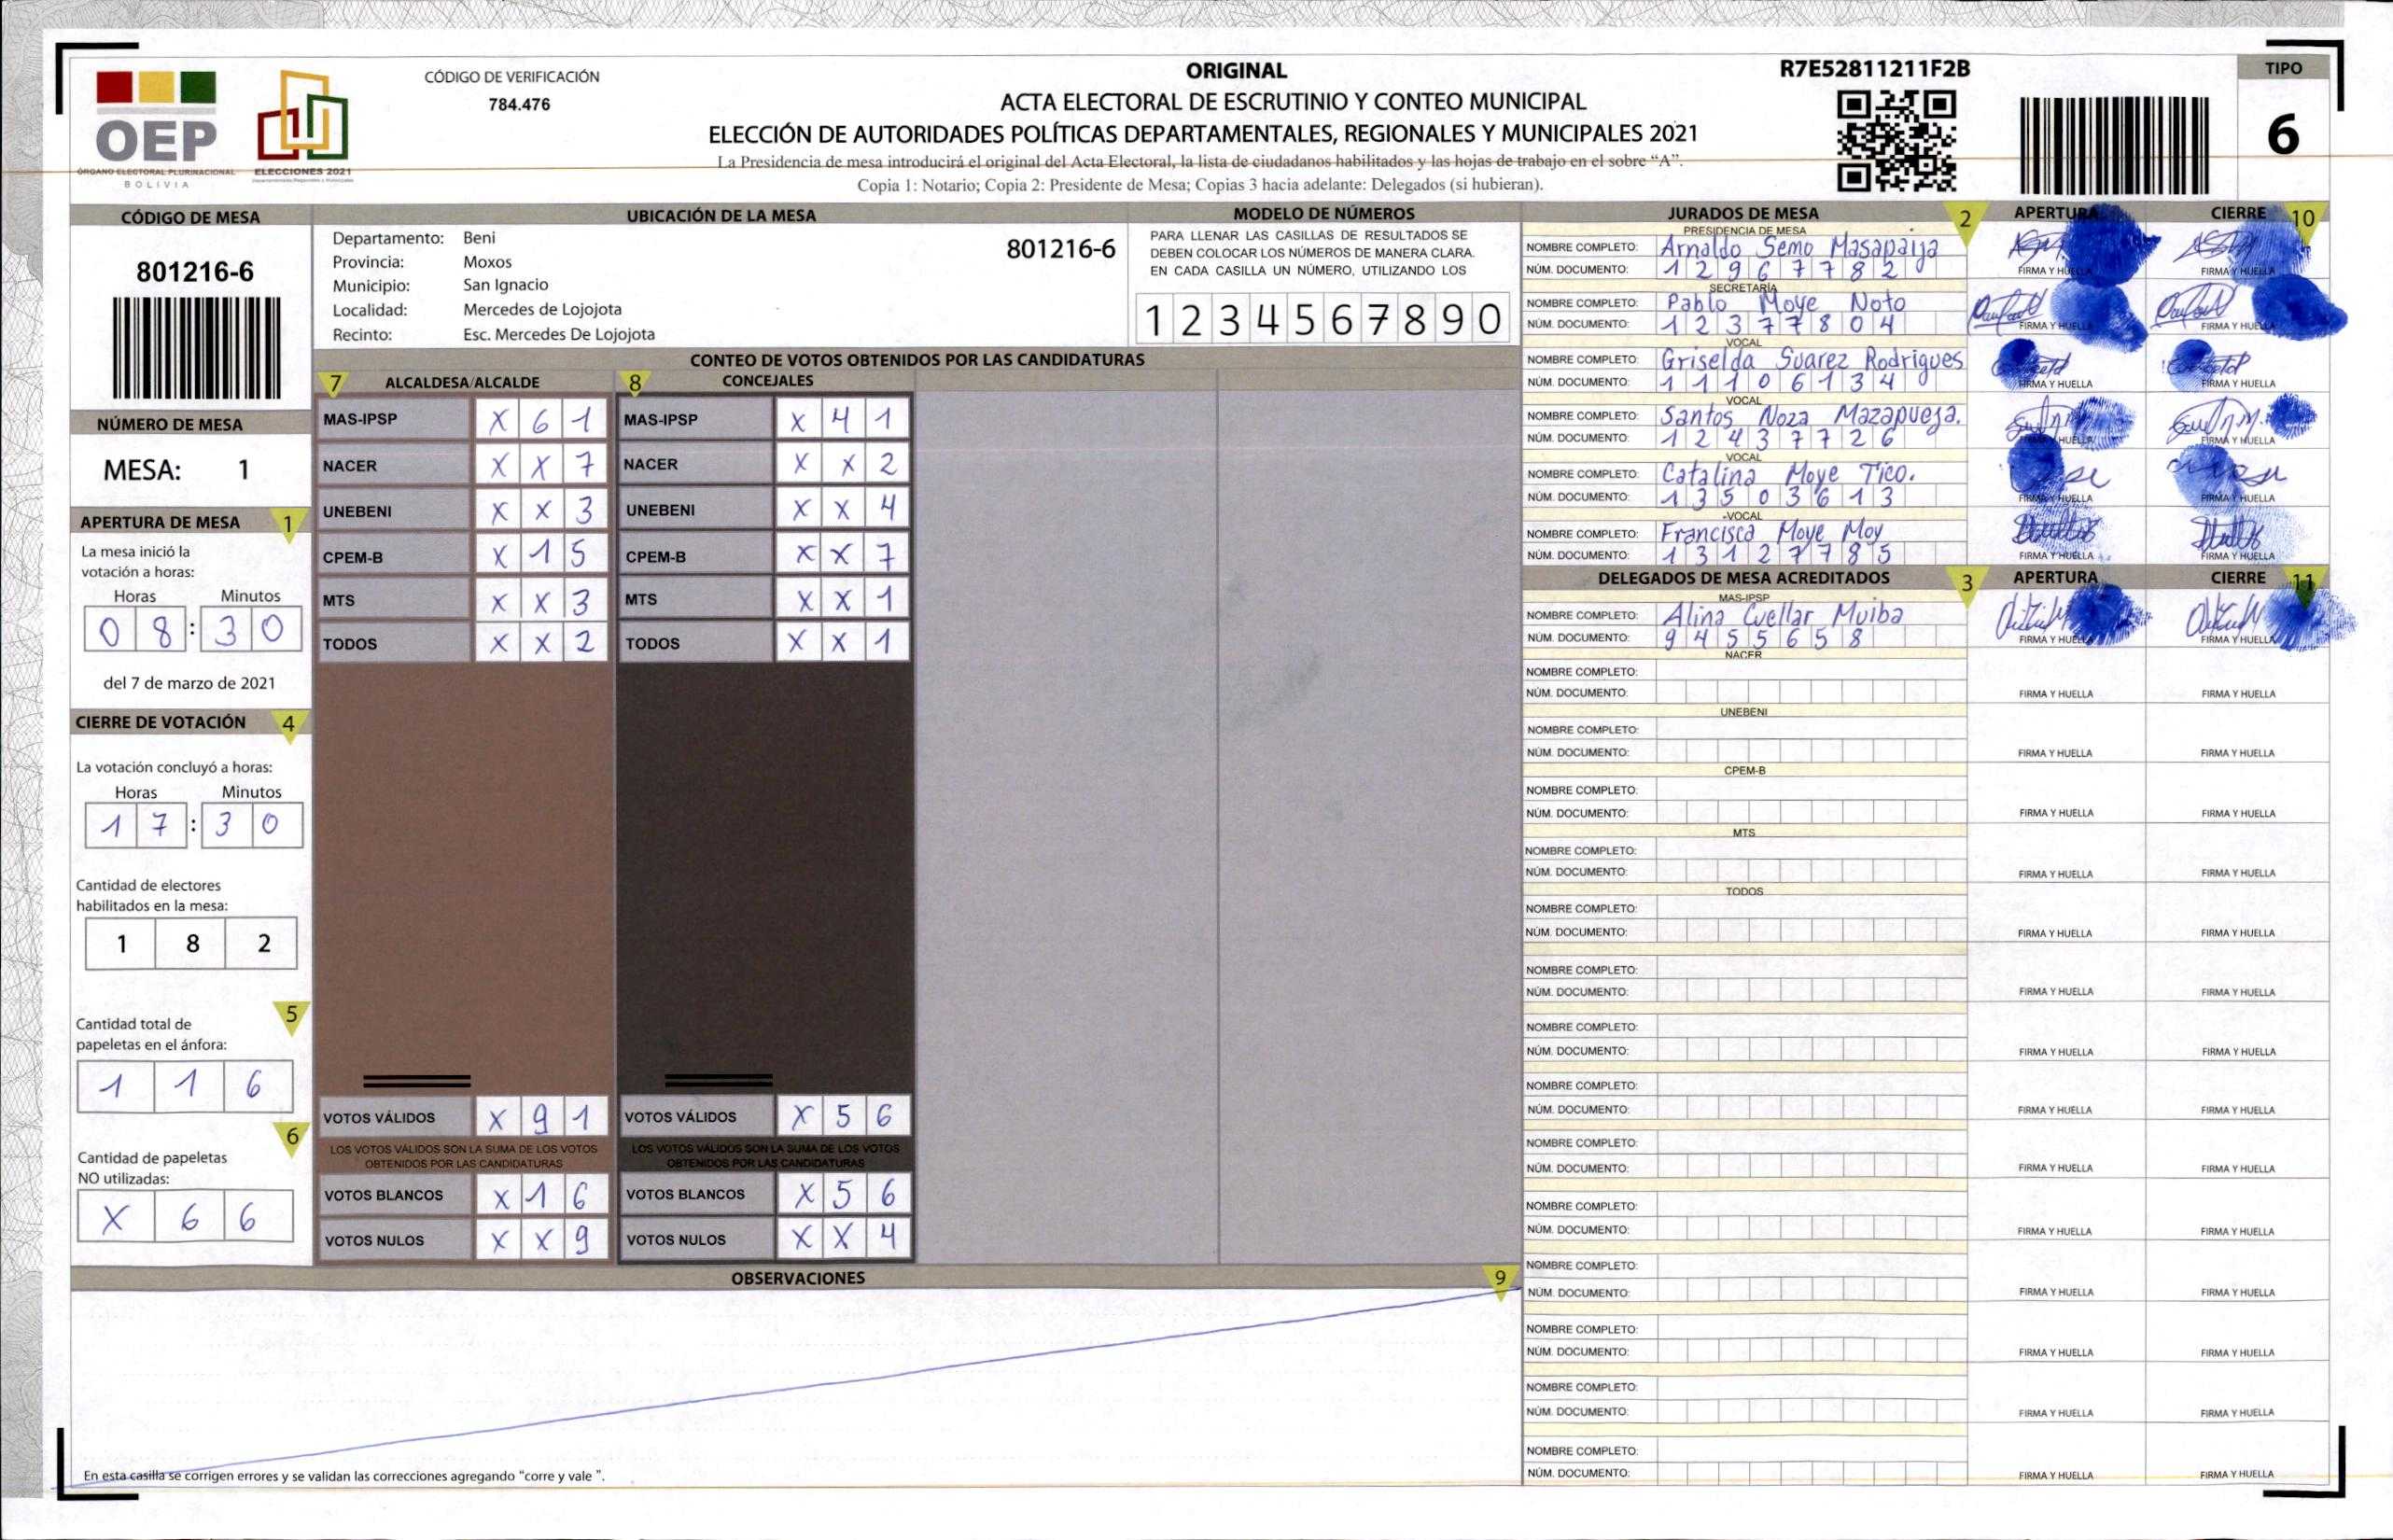 OEP
ÓRGANO ELECTORAL PLURINACIONAL
BOLIVIA
ELECCIONES 2021
CÓDIGO DE VERIFICACIÓN
784.476
ORIGINAL
ACTA ELECTORAL DE ESCRUTINIO Y CONTEO MUNICIPAL
ELECCIÓN DE AUTORIDADES POLÍTICAS DEPARTAMENTALES, REGIONALES Y MUNICIPALES 2021
La Presidencia de mesa introducirá el original del Acta Electoral, la lista de ciudadanos habilitados y las hojas de trabajo en el sobre “A”.
Copia 1: Notario; Copia 2: Presidente de Mesa; Copias 3 hacia adelante: Delegados (si hubieran).
R7E52811211F2B
TIPO
6
CÓDIGO DE MESA
801216-6
NÚMERO DE MESA
MESA: 1
APERTURA DE MESA 1
La mesa inició la
votación a horas:
Horas Minutos
0 8 : 3 0
del 7 de marzo de 2021
CIERRE DE VOTACIÓN 4
La votación concluyó a horas:
Horas Minutos
1 7 : 3 0
Cantidad de electores
habilitados en la mesa:
1 8 2
5
Cantidad total de
papeletas en el ánfora:
1 1 6
6
Cantidad de papeletas
NO utilizadas:
X 6 6
UBICACIÓN DE LA MESA
Departamento: Beni
Provincia: Moxos
Municipio: San Ignacio
Localidad: Mercedes de Lojojota
Recinto: Esc. Mercedes De Lojojota
801216-6
MODELO DE NÚMEROS
PARA LLENAR LAS CASILLAS DE RESULTADOS SE
DEBEN COLOCAR LOS NÚMEROS DE MANERA CLARA.
EN CADA CASILLA UN NÚMERO, UTILIZANDO LOS
1 2 3 4 5 6 7 8 9 0
CONTEO DE VOTOS OBTENIDOS POR LAS CANDIDATURAS
7 ALCALDESA/ALCALDE
MAS-IPSP X 6 1
NACER X X 7
UNEBENI X X 3
CPEM-B X 1 5
MTS X X 3
TODOS X X 2
VOTOS VÁLIDOS X 9 1
LOS VOTOS VÁLIDOS SON LA SUMA DE LOS VOTOS
OBTENIDOS POR LAS CANDIDATURAS
VOTOS BLANCOS X 1 6
VOTOS NULOS X X 9
8 CONCEJALES
MAS-IPSP X 4 1
NACER X X 2
UNEBENI X X 4
CPEM-B X X 7
MTS X X 1
TODOS X X 1
VOTOS VÁLIDOS X 5 6
LOS VOTOS VÁLIDOS SON LA SUMA DE LOS VOTOS
OBTENIDOS POR LAS CANDIDATURAS
VOTOS BLANCOS X 5 6
VOTOS NULOS X X 4
OBSERVACIONES 9
En esta casilla se corrigen errores y se validan las correcciones agregando “corre y vale ”.
JURADOS DE MESA 2 APERTURA CIERRE 10
PRESIDENCIA DE MESA
NOMBRE COMPLETO: Arnaldo Semo Masapaija
NÚM. DOCUMENTO: 1 2 9 6 7 7 8 2 FIRMA Y HUELLA FIRMA Y HUELLA
SECRETARÍA
NOMBRE COMPLETO: Pablo Moye Noto
NÚM. DOCUMENTO: 1 2 3 7 7 8 0 4 FIRMA Y HUELLA FIRMA Y HUELLA
VOCAL
NOMBRE COMPLETO: Griselda Suarez Rodrigues
NÚM. DOCUMENTO: 1 1 1 0 6 1 3 4 FIRMA Y HUELLA FIRMA Y HUELLA
VOCAL
NOMBRE COMPLETO: Santos Noza Mazapueja.
NÚM. DOCUMENTO: 1 2 4 3 7 7 2 6 FIRMA Y HUELLA FIRMA Y HUELLA
VOCAL
NOMBRE COMPLETO: Catalina Moye Tico.
NÚM. DOCUMENTO: 1 3 5 0 3 6 1 3 FIRMA Y HUELLA FIRMA Y HUELLA
VOCAL
NOMBRE COMPLETO: Francisca Moye Moy
NÚM. DOCUMENTO: 1 3 1 2 7 7 8 5 FIRMA Y HUELLA FIRMA Y HUELLA
DELEGADOS DE MESA ACREDITADOS 3 APERTURA CIERRE 11
MAS-IPSP
NOMBRE COMPLETO: Alina Cuellar Muiba
NÚM. DOCUMENTO: 9 4 5 5 6 5 8 FIRMA Y HUELLA FIRMA Y HUELLA
NACER
NOMBRE COMPLETO:
NÚM. DOCUMENTO: FIRMA Y HUELLA FIRMA Y HUELLA
UNEBENI
NOMBRE COMPLETO:
NÚM. DOCUMENTO: FIRMA Y HUELLA FIRMA Y HUELLA
CPEM-B
NOMBRE COMPLETO:
NÚM. DOCUMENTO: FIRMA Y HUELLA FIRMA Y HUELLA
MTS
NOMBRE COMPLETO:
NÚM. DOCUMENTO: FIRMA Y HUELLA FIRMA Y HUELLA
TODOS
NOMBRE COMPLETO:
NÚM. DOCUMENTO: FIRMA Y HUELLA FIRMA Y HUELLA
NOMBRE COMPLETO:
NÚM. DOCUMENTO: FIRMA Y HUELLA FIRMA Y HUELLA
NOMBRE COMPLETO:
NÚM. DOCUMENTO: FIRMA Y HUELLA FIRMA Y HUELLA
NOMBRE COMPLETO:
NÚM. DOCUMENTO: FIRMA Y HUELLA FIRMA Y HUELLA
NOMBRE COMPLETO:
NÚM. DOCUMENTO: FIRMA Y HUELLA FIRMA Y HUELLA
NOMBRE COMPLETO:
NÚM. DOCUMENTO: FIRMA Y HUELLA FIRMA Y HUELLA
NOMBRE COMPLETO:
NÚM. DOCUMENTO: FIRMA Y HUELLA FIRMA Y HUELLA
NOMBRE COMPLETO:
NÚM. DOCUMENTO: FIRMA Y HUELLA FIRMA Y HUELLA
NOMBRE COMPLETO:
NÚM. DOCUMENTO: FIRMA Y HUELLA FIRMA Y HUELLA
NOMBRE COMPLETO:
NÚM. DOCUMENTO: FIRMA Y HUELLA FIRMA Y HUELLA